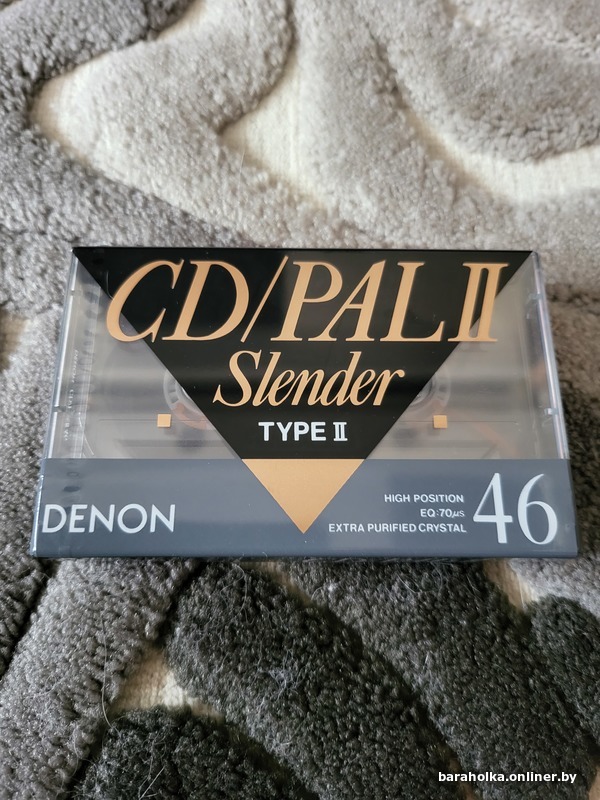 CD/PAL II
Slender
TYPE II
DENON
HIGH POSITION
EQ:70μs
EXTRA PURIFIED CRYSTAL
46
baraholka.onliner.by